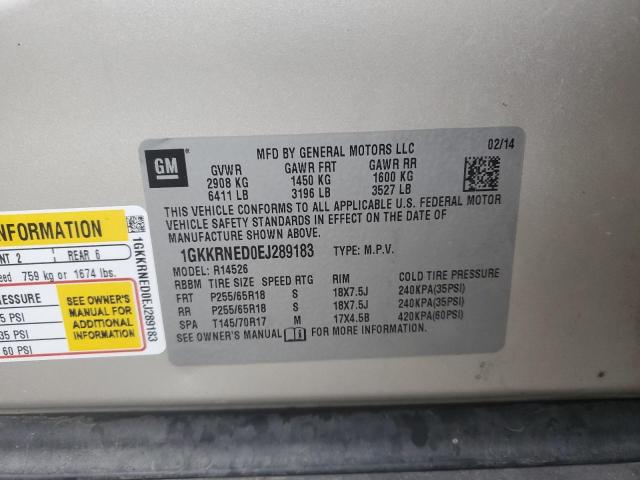 GM
MFD BY GENERAL MOTORS LLC 02/14
GVWR GAWR FRT GAWR RR
2908 KG 1450 KG 1600 KG
6411 LB 3196 LB 3527 LB
THIS VEHICLE CONFORMS TO ALL APPLICABLE U.S. FEDERAL MOTOR
VEHICLE SAFETY STANDARDS IN EFFECT ON THE DATE OF
MANUFACTURE SHOWN ABOVE.
1GKKRNED0EJ289183 TYPE: M.P.V.
MODEL: R14526
RBBM TIRE SIZE SPEED RTG RIM COLD TIRE PRESSURE
FRT P255/65R18 S 18X7.5J 240KPA(35PSI)
RR P255/65R18 S 18X7.5J 240KPA(35PSI)
SPA T145/70R17 M 17X4.5B 420KPA(60PSI)
SEE OWNER'S MANUAL FOR MORE INFORMATION.
INFORMATION
NT 2 REAR 6
eed 759 kg or 1674 lbs.
RESSURE
5 PSI
35 PSI
60 PSI
SEE OWNER'S
MANUAL FOR
ADDITIONAL
INFORMATION
1GKKRNED0EJ289183